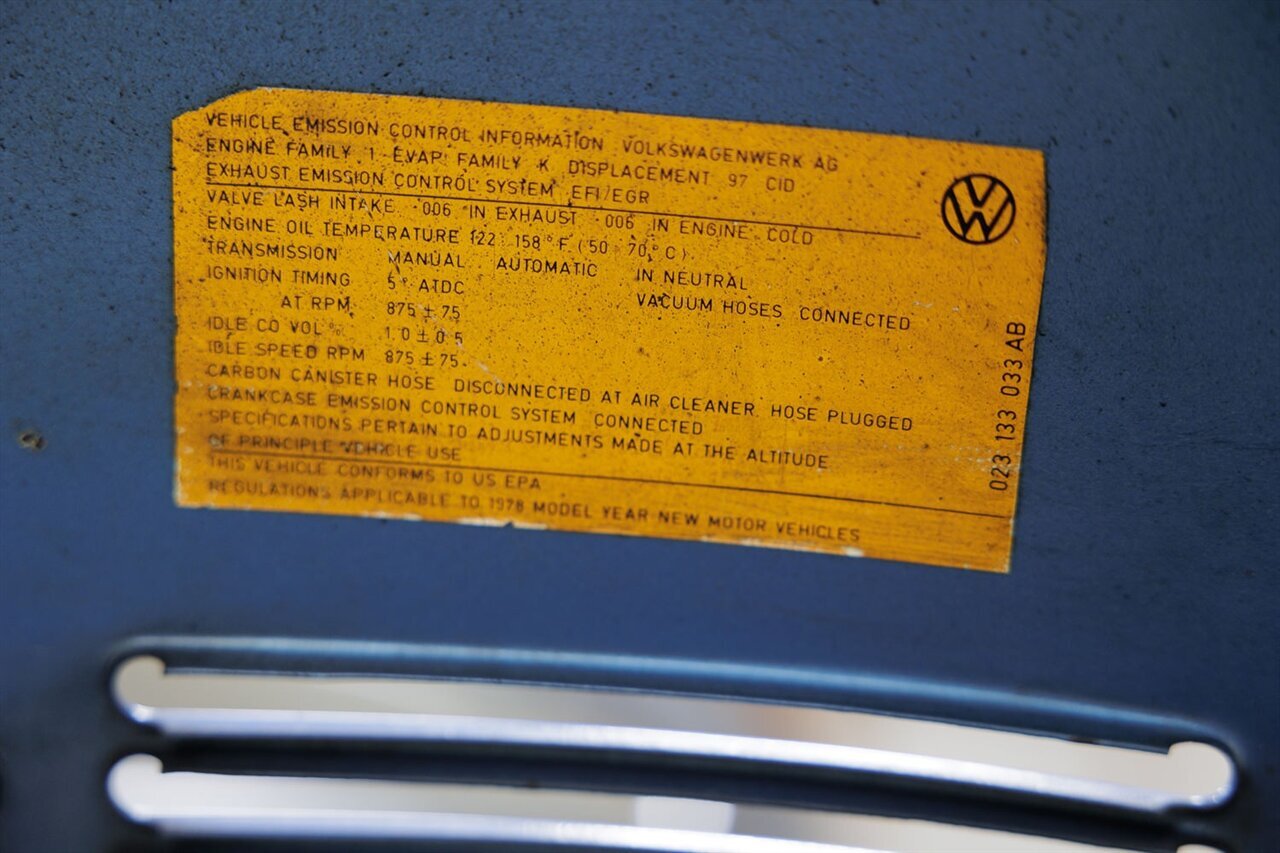 VEHICLE EMISSION CONTROL INFORMATION VOLKSWAGENWERK AG
ENGINE FAMILY 1 EVAP FAMILY K DISPLACEMENT 97 CID
EXHAUST EMISSION CONTROL SYSTEM EFI/EGR
VALVE LASH INTAKE .006 IN EXHAUST .006 IN ENGINE COLD
ENGINE OIL TEMPERATURE 122-158°F (50-70°C)
TRANSMISSION MANUAL AUTOMATIC IN NEUTRAL
IGNITION TIMING 5° ATDC VACUUM HOSES CONNECTED
AT RPM 875 ± 75
IDLE CO VOL % 1.0 ± 0.5
IDLE SPEED RPM 875 ± 75
CARBON CANISTER HOSE DISCONNECTED AT AIR CLEANER. HOSE PLUGGED
CRANKCASE EMISSION CONTROL SYSTEM CONNECTED
SPECIFICATIONS PERTAIN TO ADJUSTMENTS MADE AT THE ALTITUDE
OF PRINCIPLE VEHICLE USE
THIS VEHICLE CONFORMS TO US EPA
REGULATIONS APPLICABLE TO 1978 MODEL YEAR NEW MOTOR VEHICLES
023 133 033 AB